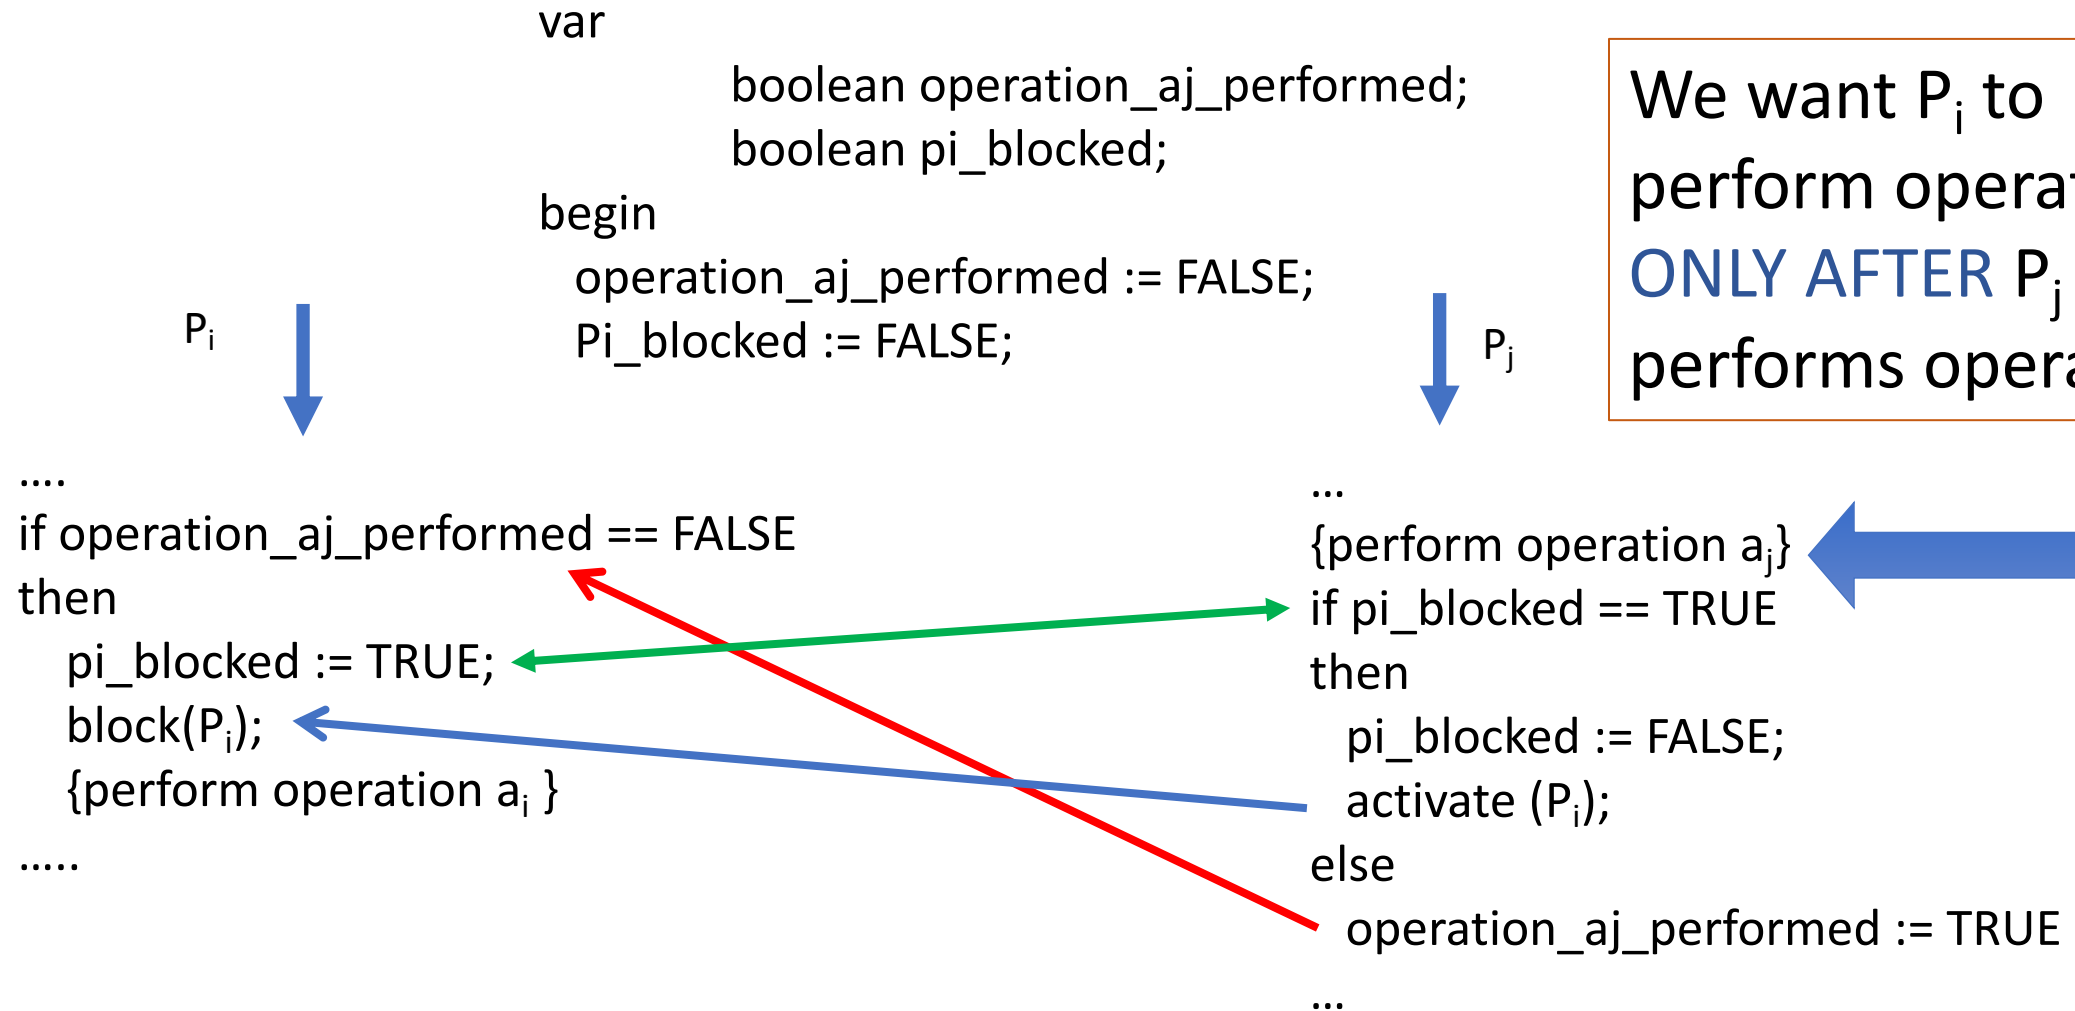 var
boolean operation_aj_performed;
boolean pi_blocked;
begin
operation_aj_performed := FALSE;
Pi_blocked := FALSE;
We want Pi to
perform
ONLY AFTER Pj
performs
Pi
Pj
....
if operation_aj_performed == FALSE
then
pi_blocked := TRUE;
block(Pi);
{perform operation ai }
.....
...
{perform operation aj}
if pi_blocked == TRUE
then
pi_blocked := FALSE;
activate (Pi);
else
operation_aj_performed := TRUE
...